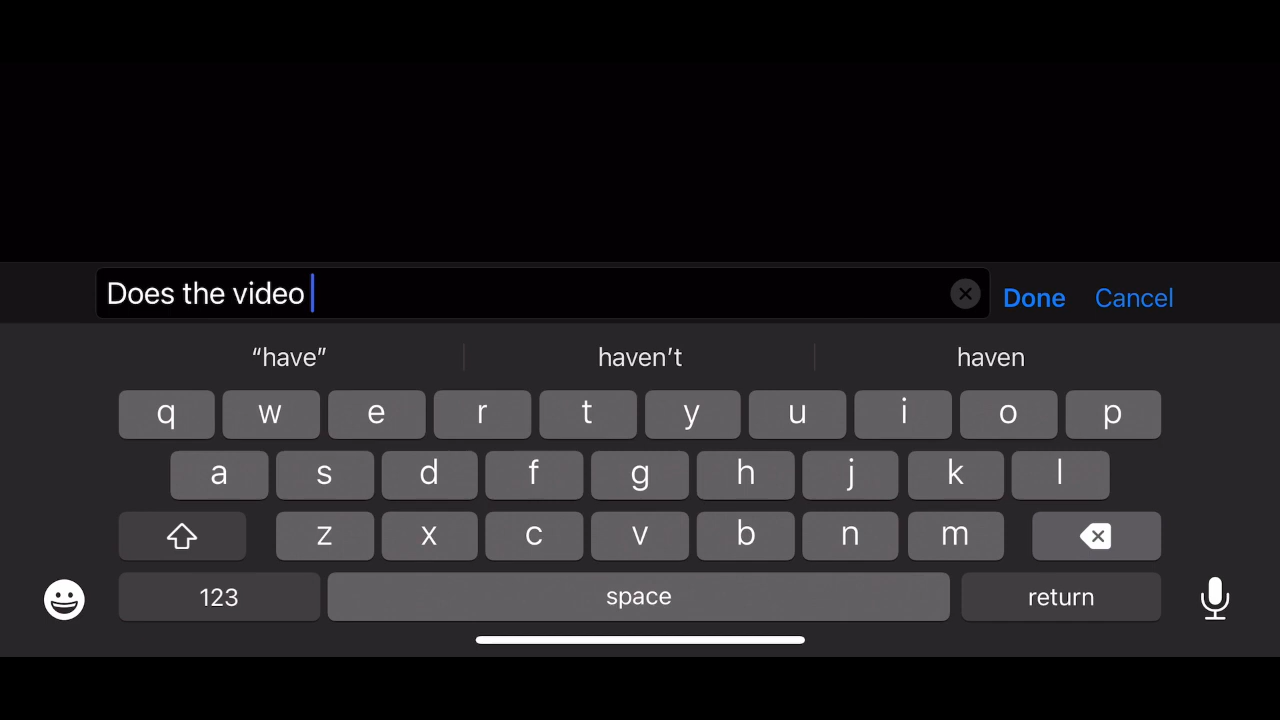 Does the video
Done Cancel
“have” haven’t haven
q w e r t y u i o p
a s d f g h j k l
z x c v b n m
123 space return